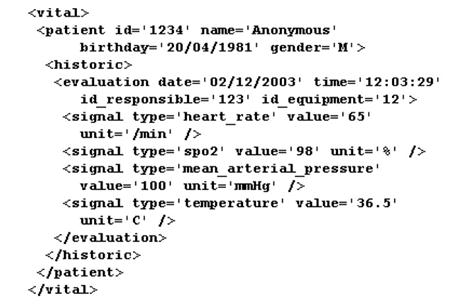 <vital>
<patient id='1234' name='Anonymous'
birthday='20/04/1981' gender='M'>
<historic>
<evaluation date='02/12/2003' time='12:03:29'
id_responsible='123' id_equipment='12'>
<signal type='heart_rate' value='65'
unit='/min' />
<signal type='spo2' value='98' unit='%' />
<signal type='mean_arterial_pressure'
value='100' unit='mmHg' />
<signal type='temperature' value='36.5'
unit='C' />
</evaluation>
</historic>
</patient>
</vital>